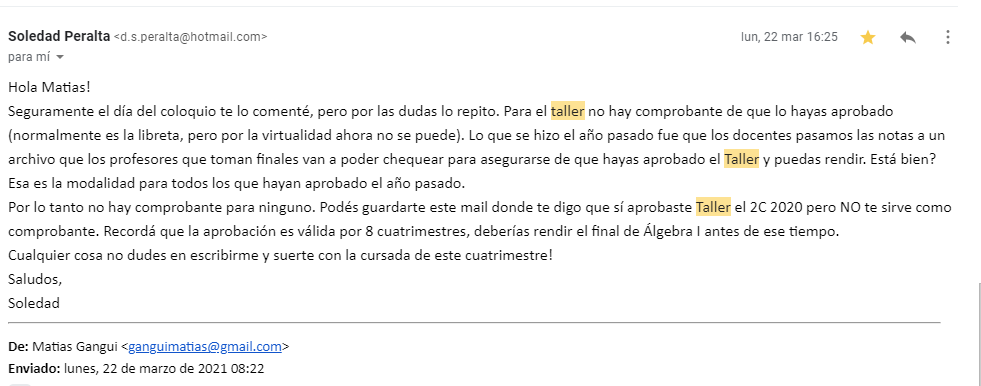 Soledad Peralta <d.s.peralta@hotmail.com>
lun, 22 mar 16:25
para mí
Hola Matias!
Seguramente el día del coloquio te lo comenté, pero por las dudas lo repito. Para el taller no hay comprobante de que lo hayas aprobado
(normalmente es la libreta, pero por la virtualidad ahora no se puede). Lo que se hizo el año pasado fue que los docentes pasamos las notas a un
archivo que los profesores que toman finales van a poder chequear para asegurarse de que hayas aprobado el Taller y puedas rendir. Está bien?
Esa es la modalidad para todos los que hayan aprobado el año pasado.
Por lo tanto no hay comprobante para ninguno. Podés guardarte este mail donde te digo que sí aprobaste Taller el 2C 2020 pero NO te sirve como
comprobante. Recordá que la aprobación es válida por 8 cuatrimestres, deberías rendir el final de Álgebra I antes de ese tiempo.
Cualquier cosa no dudes en escribirme y suerte con la cursada de este cuatrimestre!
Saludos,
Soledad
De: Matias Gangui <ganguimatias@gmail.com>
Enviado: lunes, 22 de marzo de 2021 08:22